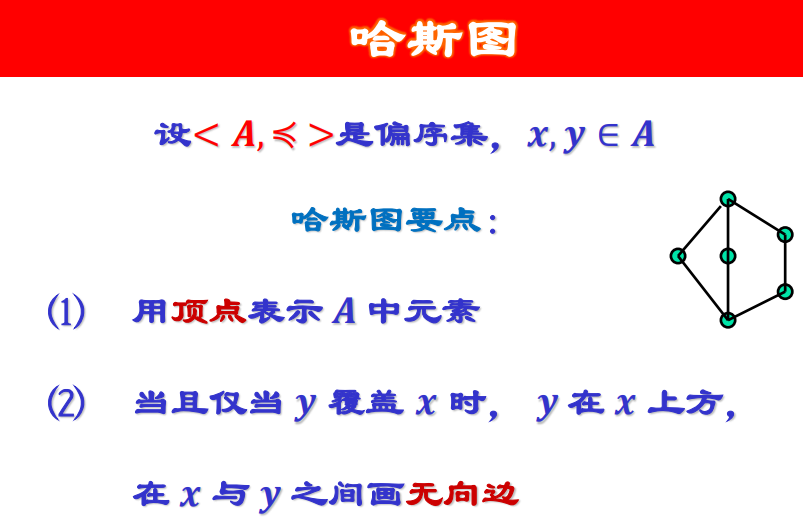 哈斯图
设< A,≼ >是偏序集，x,y ∈ A
哈斯图要点：
⑴ 用顶点表示 A 中元素
⑵ 当且仅当 y 覆盖 x 时， y 在 x 上方，
在 x 与 y 之间画无向边